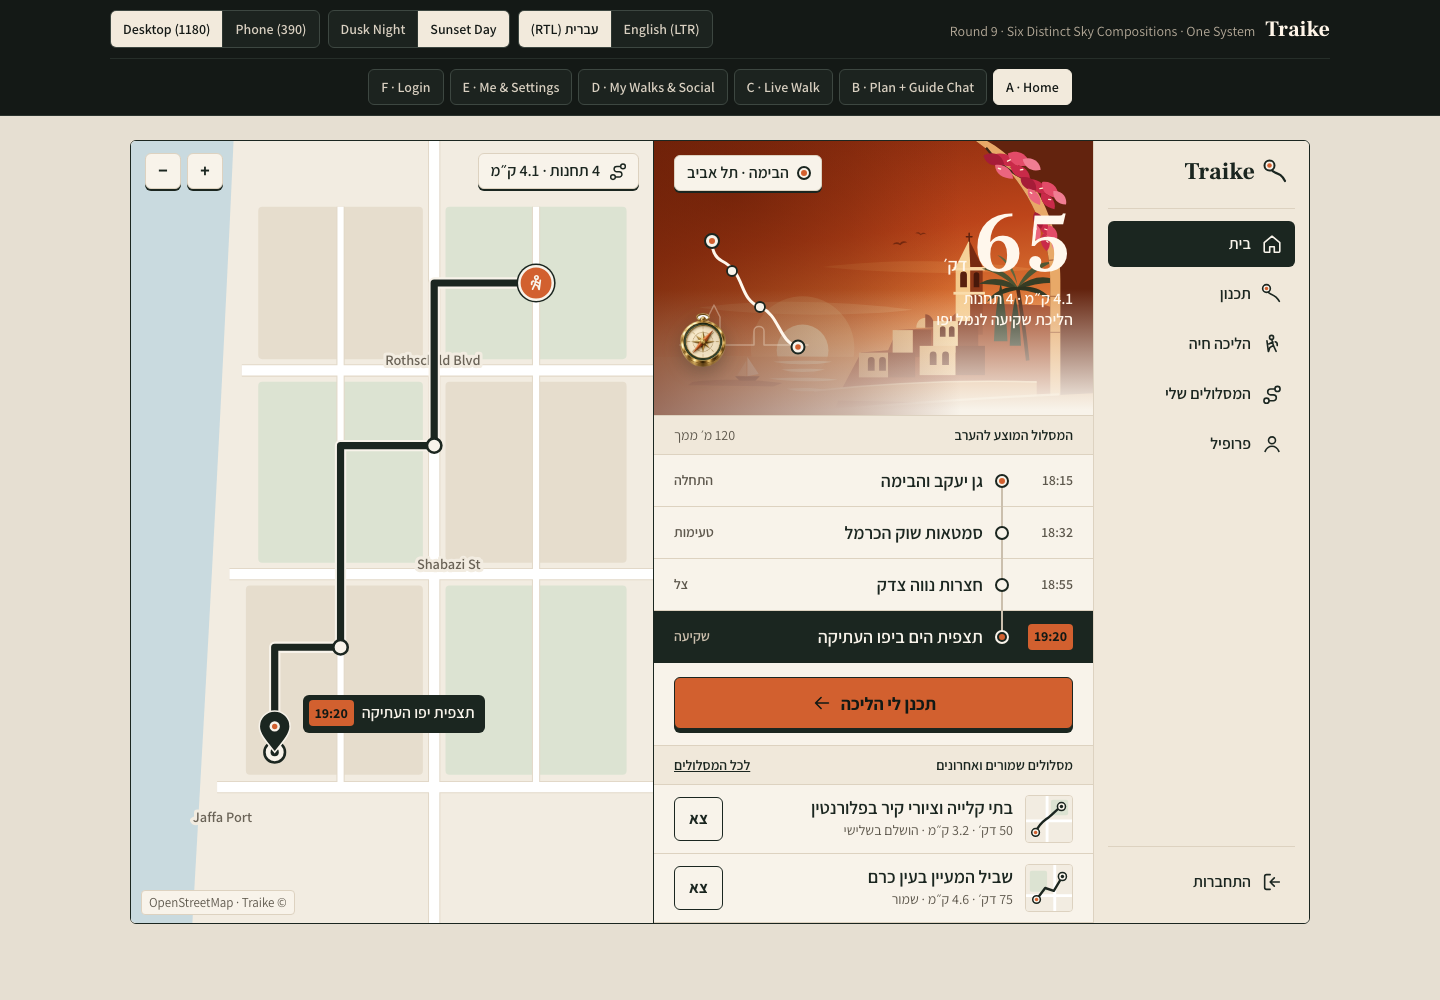 Desktop (1180)
Phone (390)
Dusk Night
Sunset Day
עברית (RTL)
English (LTR)
Round 9 · Six Distinct Sky Compositions · One System
Traike
F · Login
E · Me & Settings
D · My Walks & Social
C · Live Walk
B · Plan + Guide Chat
A · Home
Traike
בית
תכנון
הליכה חיה
המסלולים שלי
פרופיל
התחברות
הבימה · תל אביב
65 דק׳
4.1 ק״מ · 4 תחנות
הליכת שקיעה לנמל יפו
המסלול המוצע להערב
120 מ׳ ממך
18:15 גן יעקב והבימה התחלה
18:32 סמטאות שוק הכרמל טעימות
18:55 חצרות נווה צדק צל
19:20 תצפית הים ביפו העתיקה שקיעה
תכנן לי הליכה ←
מסלולים שמורים ואחרונים
לכל המסלולים
בתי קלייה וציורי קיר בפלורנטין
50 דק׳ · 3.2 ק״מ · הושלם בשלישי
צא
שביל המעיין בעין כרם
75 דק׳ · 4.6 ק״מ · שמור
צא
4 תחנות · 4.1 ק״מ
+
−
Rothschild Blvd
Shabazi St
תצפית יפו העתיקה 19:20
Jaffa Port
© OpenStreetMap · Traike